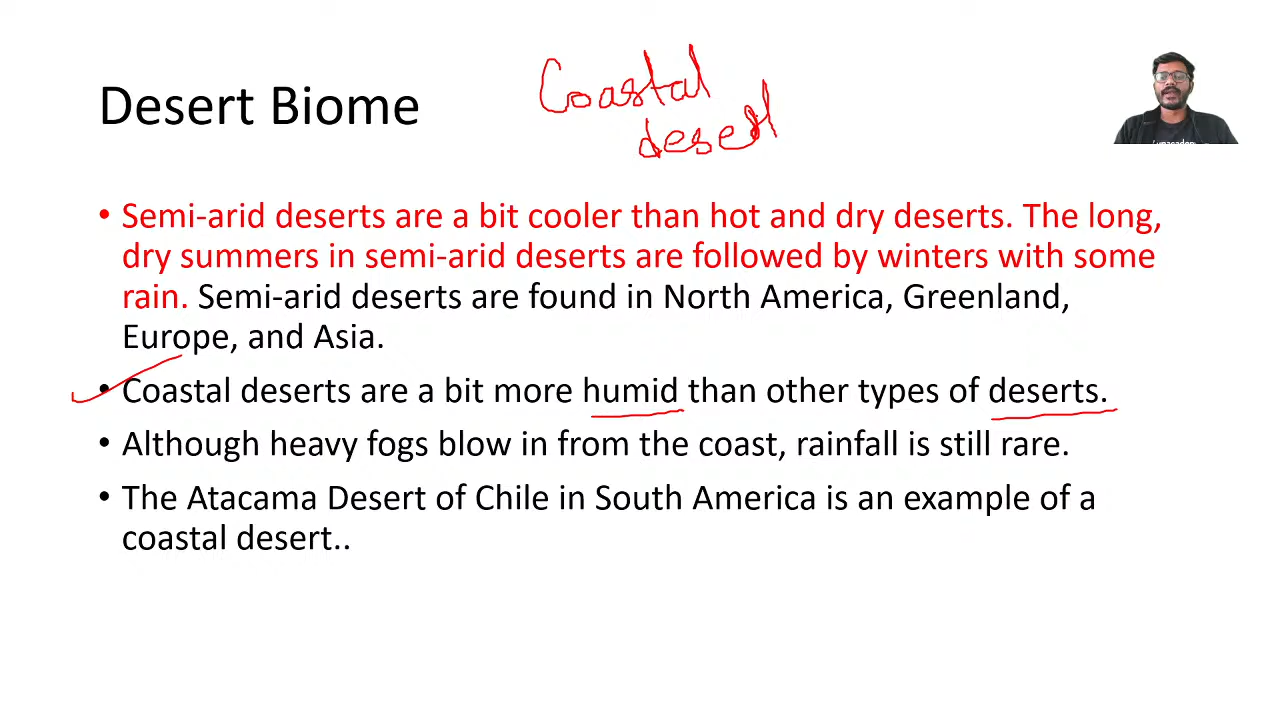 Coastal
Desert Biome
desert
• Semi-arid deserts are a bit cooler than hot and dry deserts. The long,
dry summers in semi-arid deserts are followed by winters with some
rain. Semi-arid deserts are found in North America, Greenland,
Europe, and Asia.
• Coastal deserts are a bit more humid than other types of deserts.
• Although heavy fogs blow in from the coast, rainfall is still rare.
• The Atacama Desert of Chile in South America is an example of a
coastal desert..